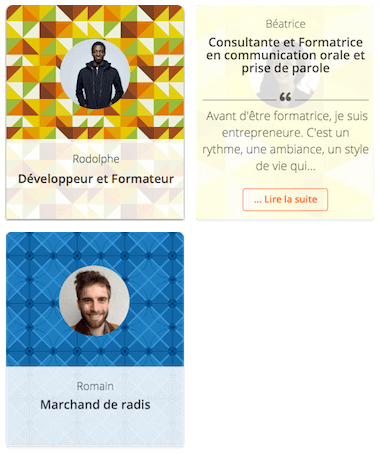 Rodolphe
Développeur et Formateur
Béatrice
Consultante et Formatrice
en communication orale et
prise de parole
“
Avant d'être formatrice, je suis
entrepreneure. C'est un
rythme, une ambiance, un style
de vie qui...
... Lire la suite
Romain
Marchand de radis